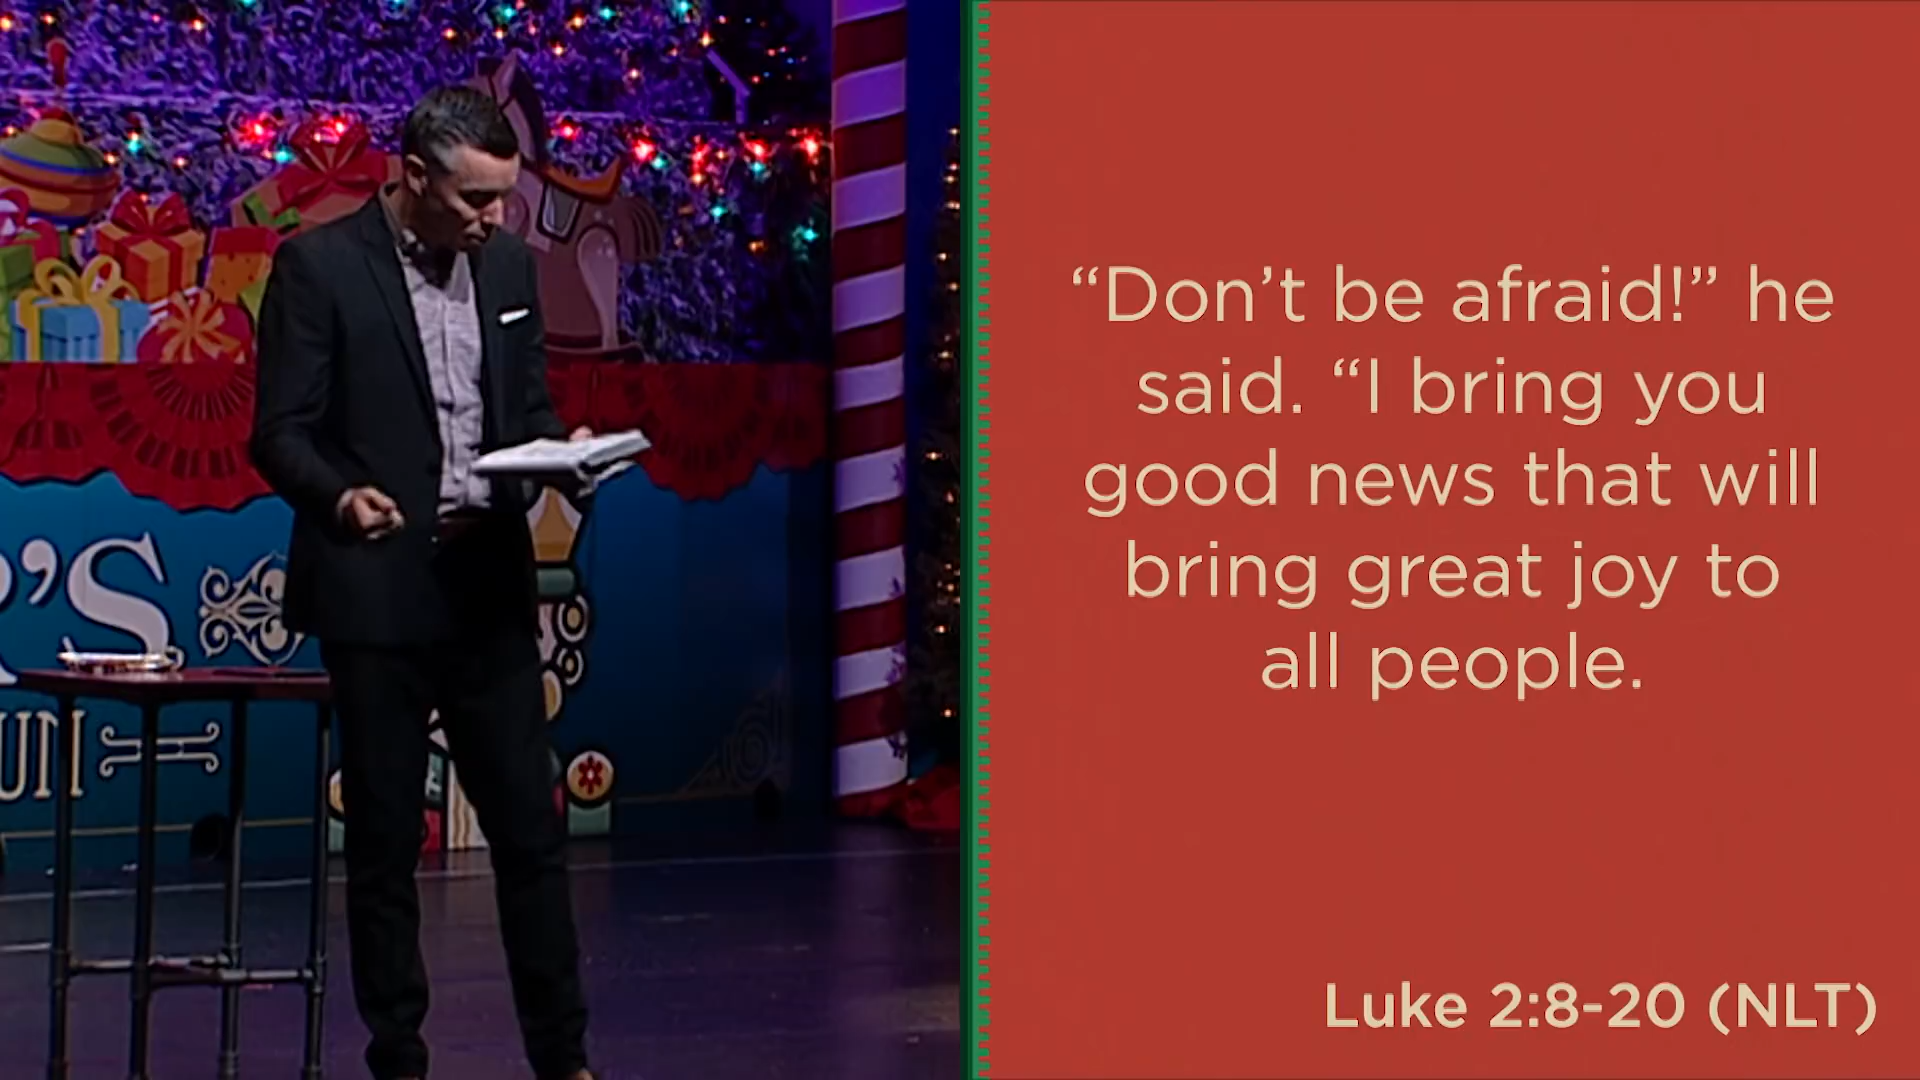 R'S
UN
“Don’t be afraid!” he
said. “I bring you
good news that will
bring great joy to
all people.
Luke 2:8-20 (NLT)